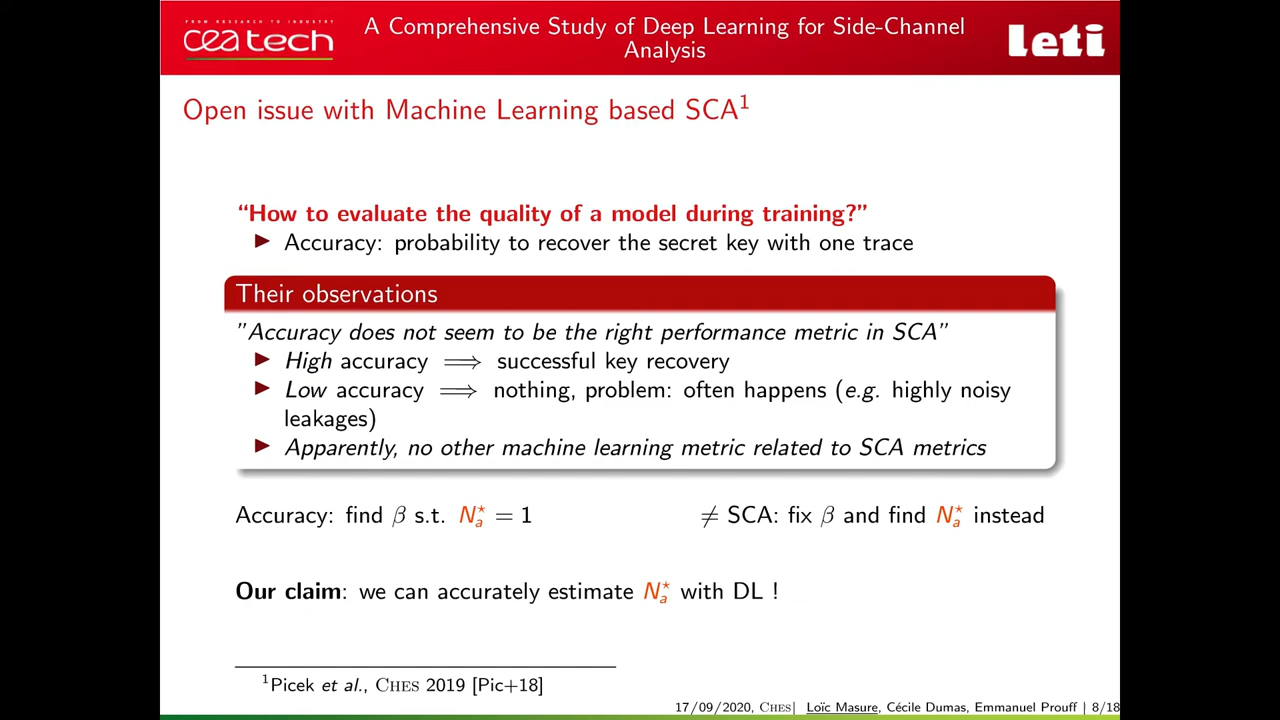 FROM RESEARCH TO INDUSTRY
ceatech
A Comprehensive Study of Deep Learning for Side-Channel
Analysis
leti
Open issue with Machine Learning based SCA¹
“How to evaluate the quality of a model during training?”
▶ Accuracy: probability to recover the secret key with one trace
Their observations
”Accuracy does not seem to be the right performance metric in SCA”
▶ High accuracy ⟹ successful key recovery
▶ Low accuracy ⟹ nothing, problem: often happens (e.g. highly noisy
leakages)
▶ Apparently, no other machine learning metric related to SCA metrics
Accuracy: find β s.t. N⋆a = 1 ≠ SCA: fix β and find N⋆a instead
Our claim: we can accurately estimate N⋆a with DL !
¹Picek et al., CHES 2019 [Pic+18]
17/09/2020, CHES| Loïc Masure, Cécile Dumas, Emmanuel Prouff | 8/18